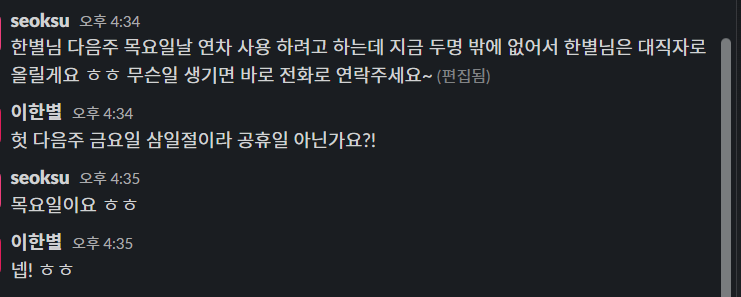 seoksu 오후 4:34
한별님 다음주 목요일날 연차 사용 하려고 하는데 지금 두명 밖에 없어서 한별님은 대직자로
올릴게요 ㅎㅎ 무슨일 생기면 바로 전화로 연락주세요~ (편집됨)
이한별 오후 4:34
헛 다음주 금요일 삼일절이라 공휴일 아닌가요?!
seoksu 오후 4:35
목요일이요 ㅎㅎ
이한별 오후 4:35
넵! ㅎㅎ